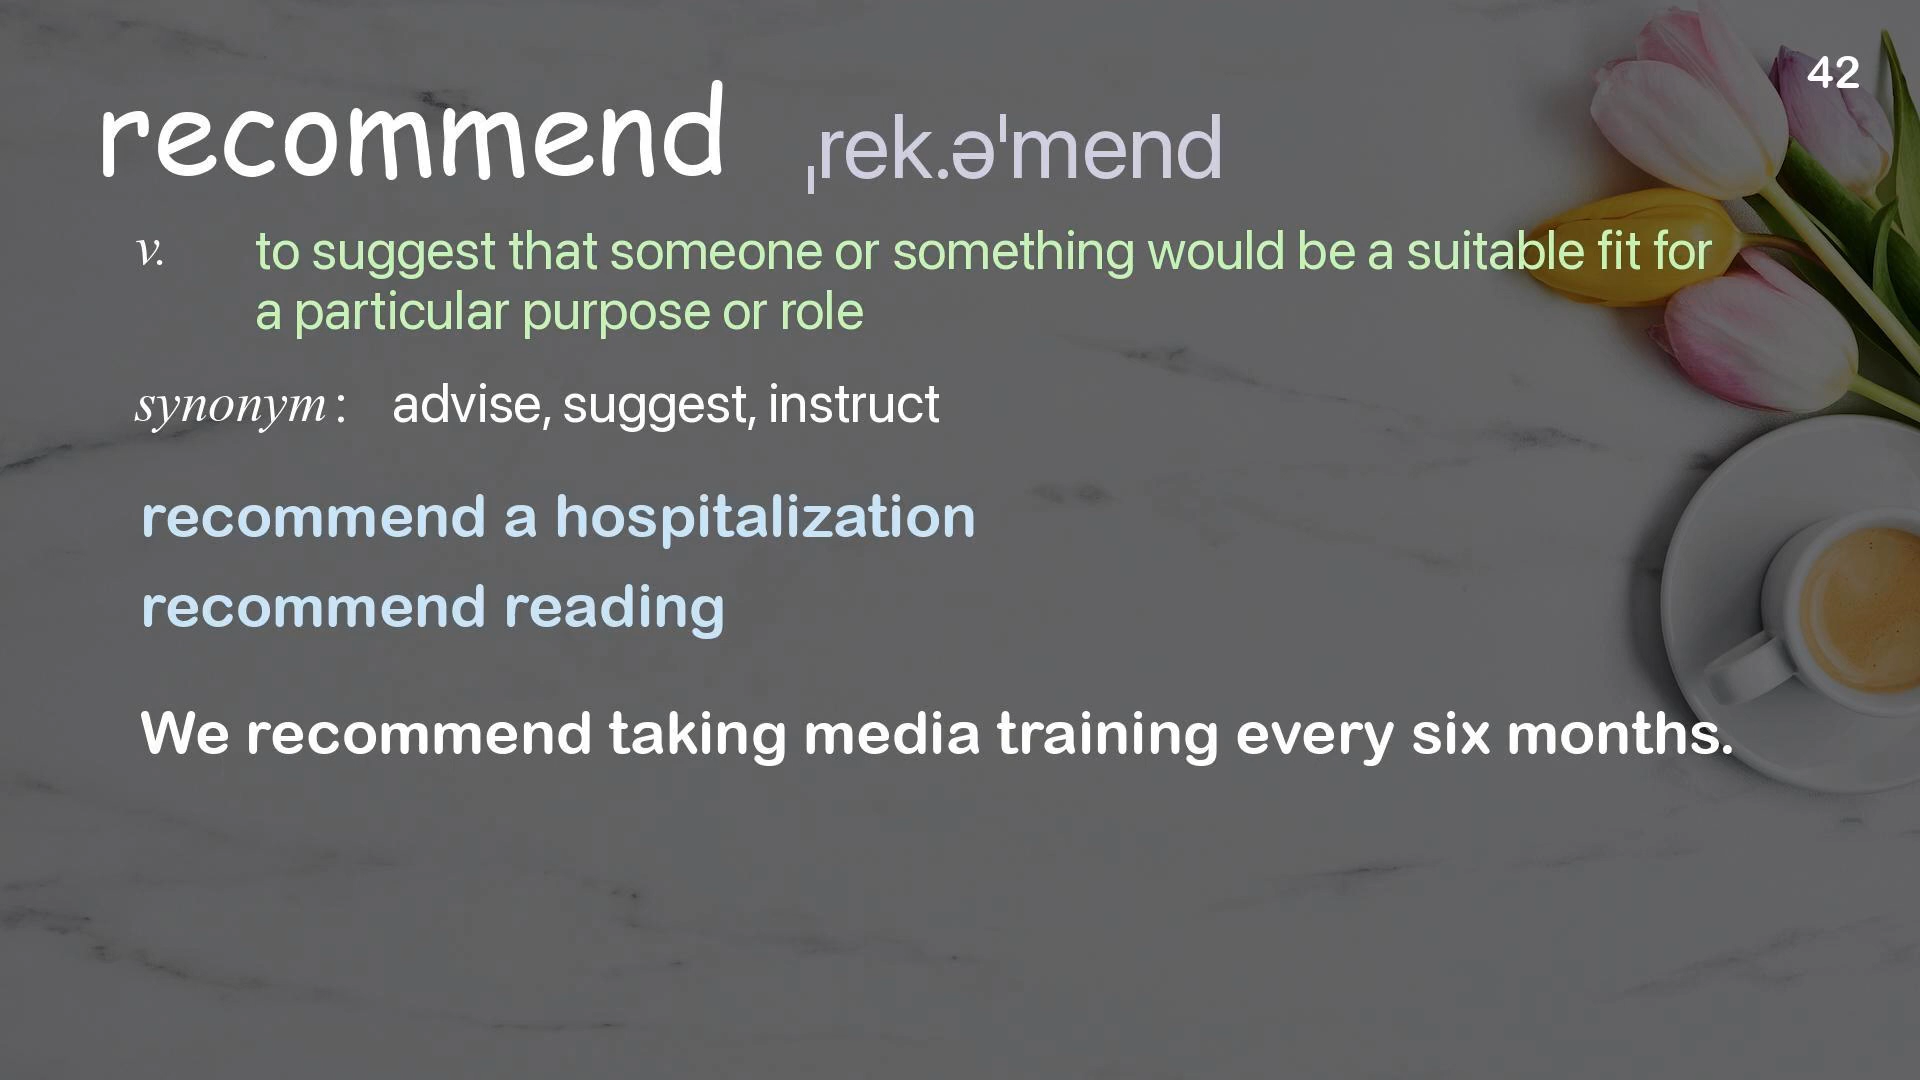 42
recommend ˌrek.əˈmend
v. to suggest that someone or something would be a suitable fit for
a particular purpose or role
synonym : advise, suggest, instruct
recommend a hospitalization
recommend reading
We recommend taking media training every six months.